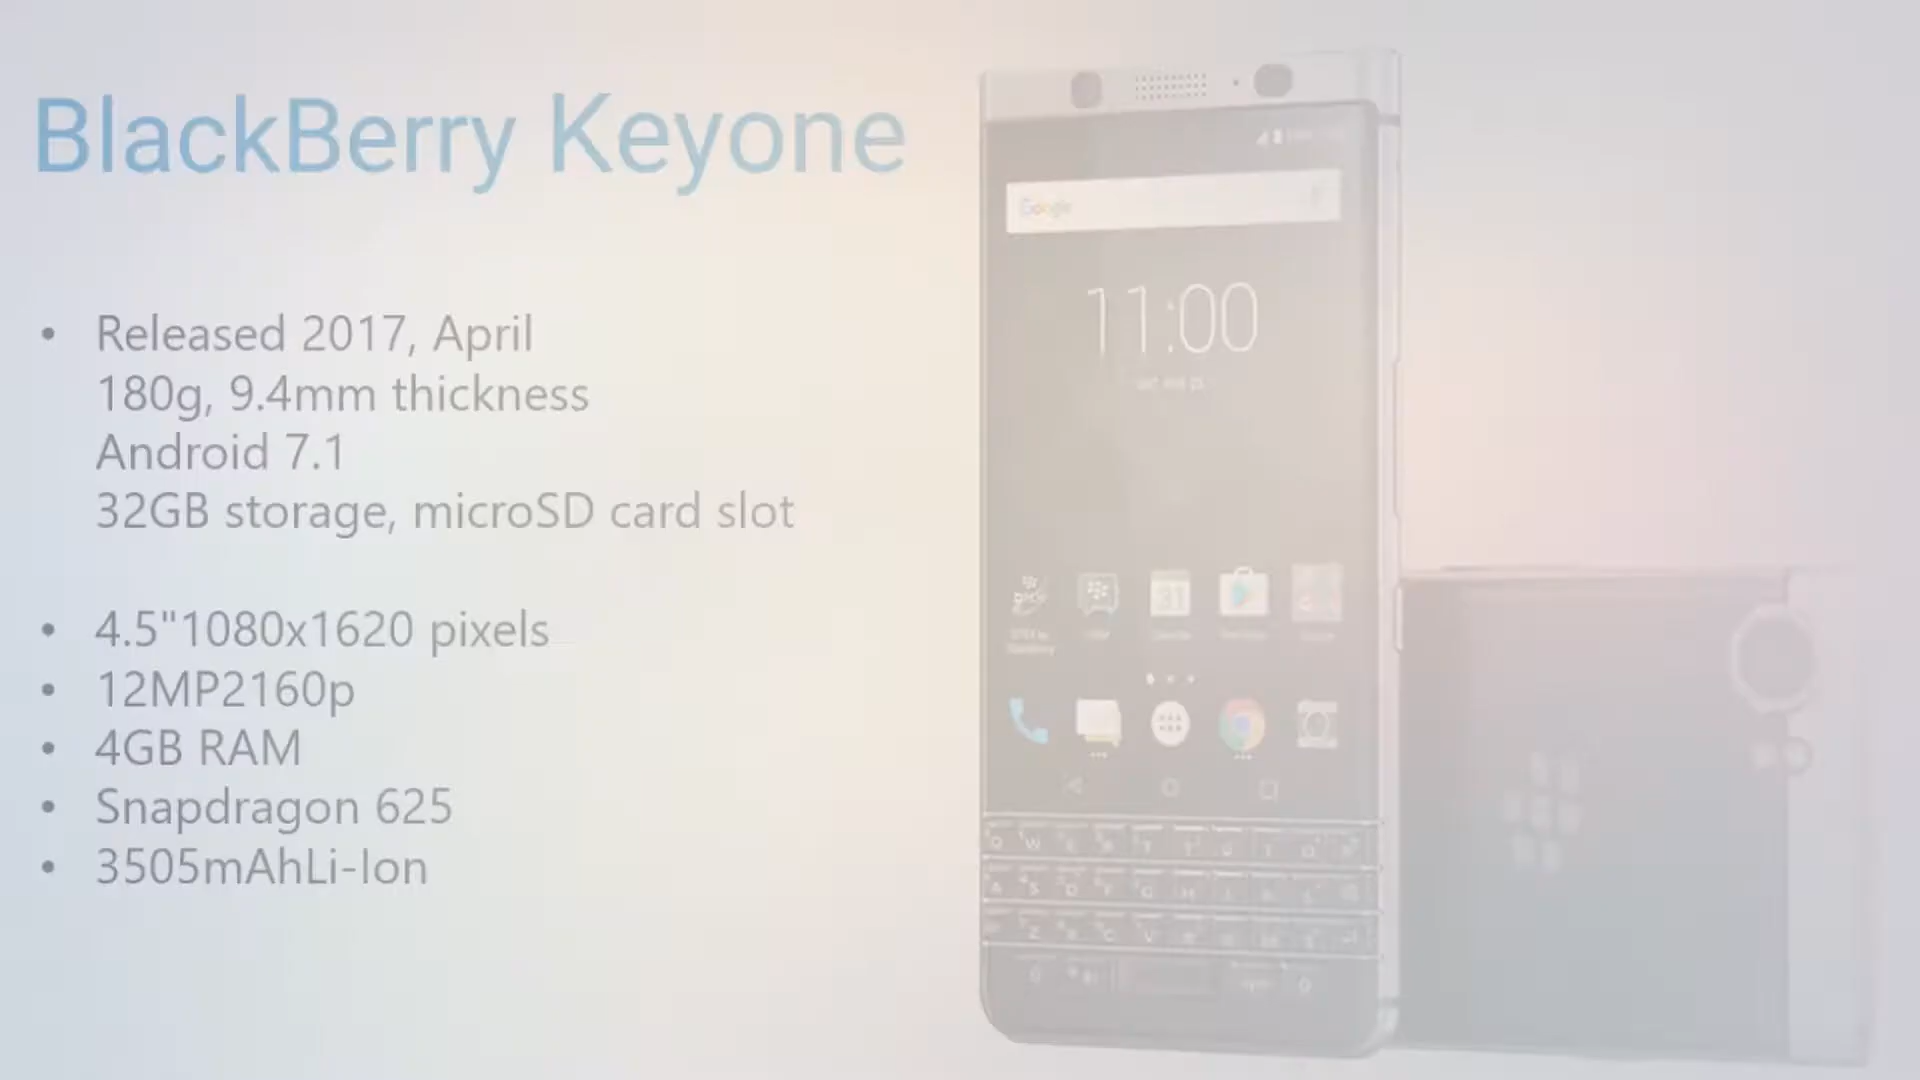 BlackBerry Keyone
• Released 2017, April
180g, 9.4mm thickness
Android 7.1
32GB storage, microSD card slot
• 4.5"1080x1620 pixels
• 12MP2160p
• 4GB RAM
• Snapdragon 625
• 3505mAhLi-Ion
Google
11:00
31